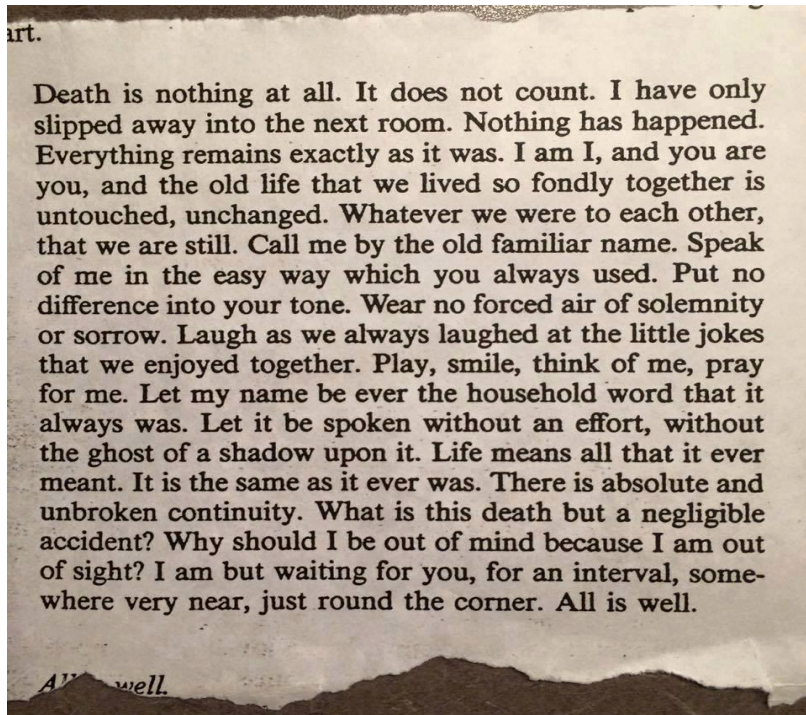 art.
Death is nothing at all. It does not count. I have only
slipped away into the next room. Nothing has happened.
Everything remains exactly as it was. I am I, and you are
you, and the old life that we lived so fondly together is
untouched, unchanged. Whatever we were to each other,
that we are still. Call me by the old familiar name. Speak
of me in the easy way which you always used. Put no
difference into your tone. Wear no forced air of solemnity
or sorrow. Laugh as we always laughed at the little jokes
that we enjoyed together. Play, smile, think of me, pray
for me. Let my name be ever the household word that it
always was. Let it be spoken without an effort, without
the ghost of a shadow upon it. Life means all that it ever
meant. It is the same as it ever was. There is absolute and
unbroken continuity. What is this death but a negligible
accident? Why should I be out of mind because I am out
of sight? I am but waiting for you, for an interval, some-
where very near, just round the corner. All is well.
well.